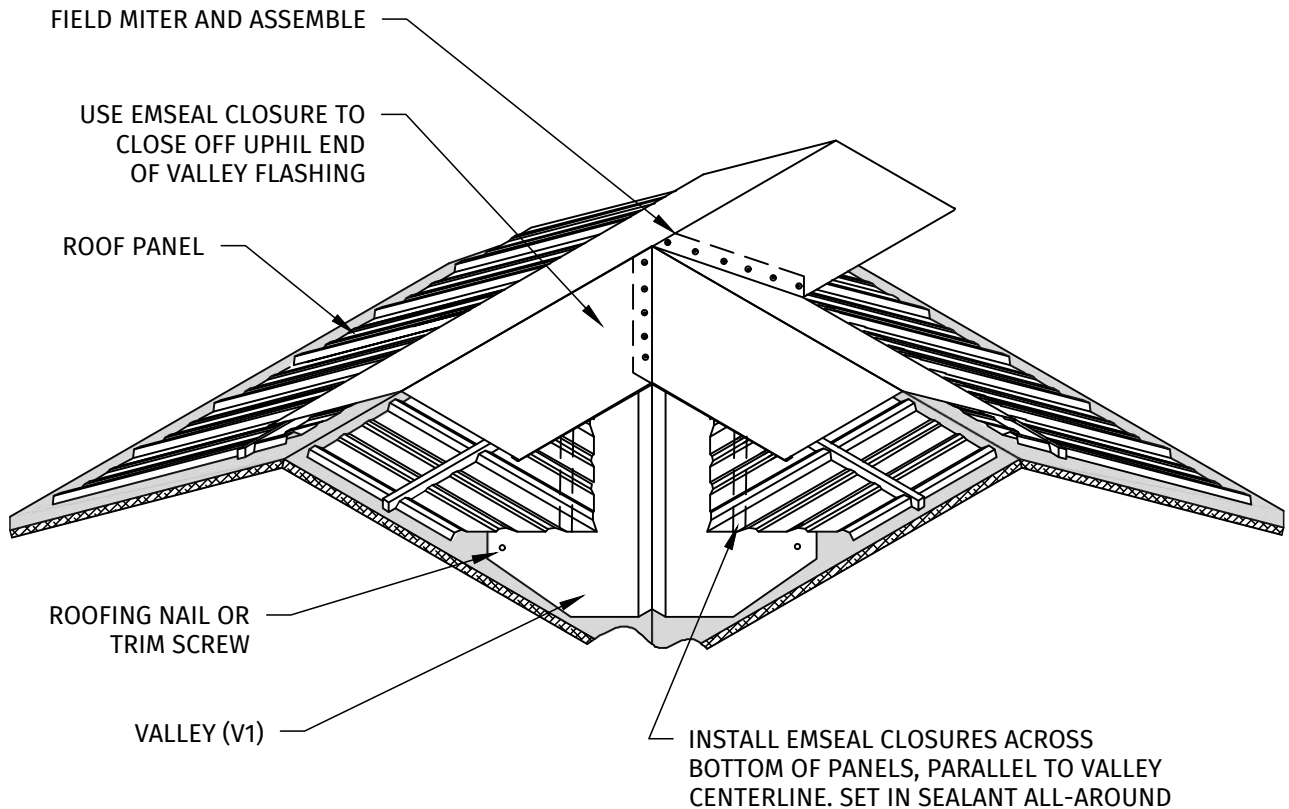 FIELD MITER AND ASSEMBLE
USE EMSEAL CLOSURE TO
CLOSE OFF UPHIL END
OF VALLEY FLASHING
ROOF PANEL
ROOFING NAIL OR
TRIM SCREW
VALLEY (V1)
INSTALL EMSEAL CLOSURES ACROSS
BOTTOM OF PANELS, PARALLEL TO VALLEY
CENTERLINE. SET IN SEALANT ALL-AROUND